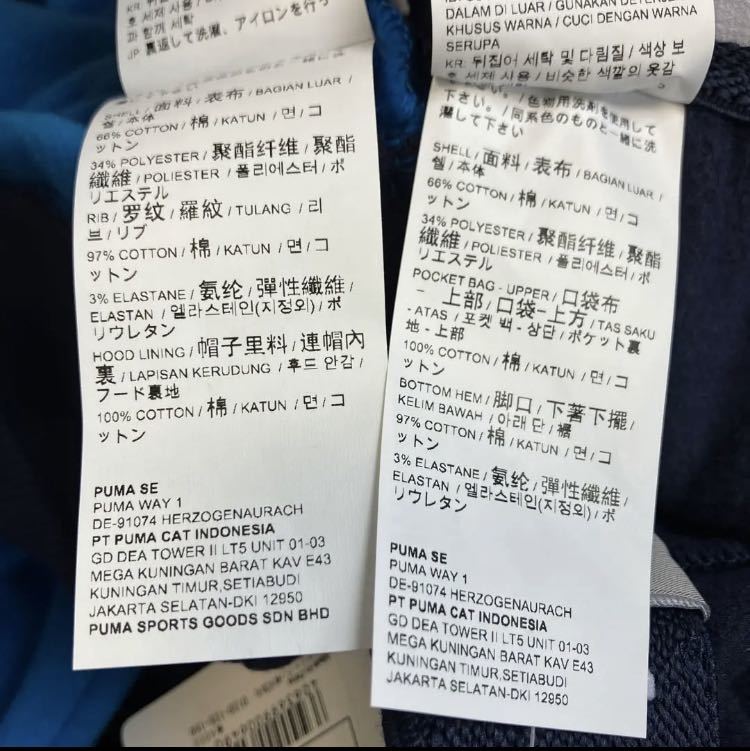 KR. 뒤집어
혼 세제 사용 /
과 함께 세탁
JP 裏返して洗濯、アイロンを行っ
SHELL / 面料 / 表布 / BAGIAN LUAR /
쉘 / 本体
66% COTTON / 棉 / KATUN / 면 / コ
ットン
34% POLYESTER / 聚酯纤维 / 聚酯
纖維 / POLIESTER / 폴리에스터 / ポ
リエステル
RIB / 罗纹 / 羅紋 / TULANG / 리
브 / リブ
97% COTTON / 棉 / KATUN / 면 / コ
ットン
3% ELASTANE / 氨纶 / 彈性纖維 /
ELASTAN / 엘라스테인(지정외) / ポ
リウレタン
HOOD LINING / 帽子里料 / 連帽內
裏 / LAPISAN KERUDUNG / 후드 안감 /
フード裏地
100% COTTON / 棉 / KATUN / 면 / コ
ットン
PUMA SE
PUMA WAY 1
DE-91074 HERZOGENAURACH
PT PUMA CAT INDONESIA
GD DEA TOWER II LT5 UNIT 01-03
MEGA KUNINGAN BARAT KAV E43
KUNINGAN TIMUR,SETIABUDI
JAKARTA SELATAN-DKI 12950
PUMA SPORTS GOODS SDN BHD
DALAM DI LUAR / GUNAKAN DETERJEN
KHUSUS WARNA / CUCI DENGAN WARNA
SERUPA
KR. 뒤집어 세탁 및 다림질 / 색상 보
호 세제 사용 / 비슷한 색깔의 옷감
下さい。/ 色物用洗剤を使用して
下さい。/ 同系色のものと一緒に洗
濯して下さい
SHELL / 面料 / 表布 / BAGIAN LUAR /
쉘 / 本体
66% COTTON / 棉 / KATUN / 면 / コ
ットン
34% POLYESTER / 聚酯纤维 / 聚酯
纖維 / POLIESTER / 폴리에스터 / ポ
リエステル
POCKET BAG - UPPER / 口袋布
- 上部 / 口袋-上方 / TAS SAKU
- ATAS / 포켓 백 - 상단 / ポケット裏
地 - 上部
100% COTTON / 棉 / KATUN / 면 / コ
ットン
BOTTOM HEM / 脚口 / 下著下擺 /
KELIM BAWAH / 아래 단 / 裾
97% COTTON / 棉 / KATUN / 면 / コ
ットン
3% ELASTANE / 氨纶 / 彈性纖維 /
ELASTAN / 엘라스테인(지정외) / ポ
リウレタン
PUMA SE
PUMA WAY 1
DE-91074 HERZOGENAURACH
PT PUMA CAT INDONESIA
GD DEA TOWER II LT5 UNIT 01-03
MEGA KUNINGAN BARAT KAV E43
KUNINGAN TIMUR,SETIABUDI
JAKARTA SELATAN-DKI 12950